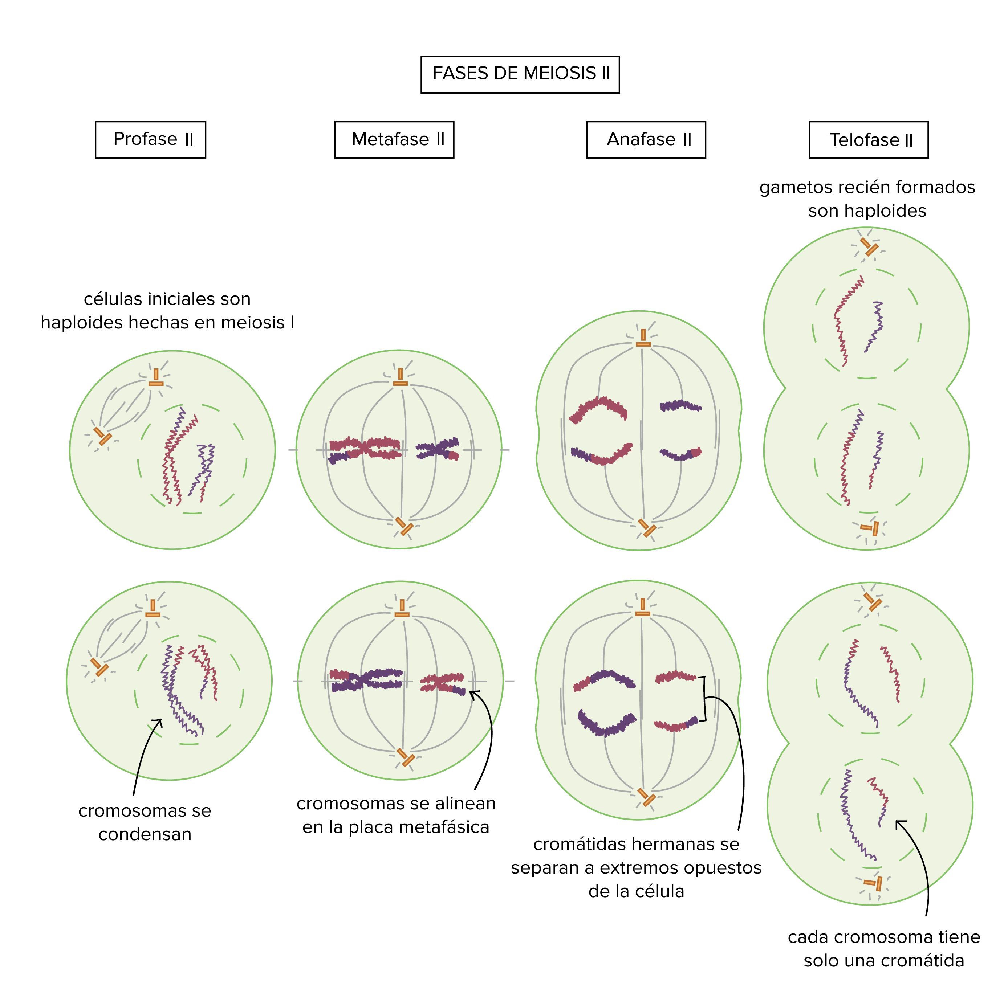 FASES DE MEIOSIS II
Profase II
Metafase II
Anafase II
Telofase II
gametos recién formados
son haploides
células iniciales son
haploides hechas en meiosis I
cromosomas se
condensan
cromosomas se alinean
en la placa metafásica
cromátidas hermanas se
separan a extremos opuestos
de la célula
cada cromosoma tiene
solo una cromátida